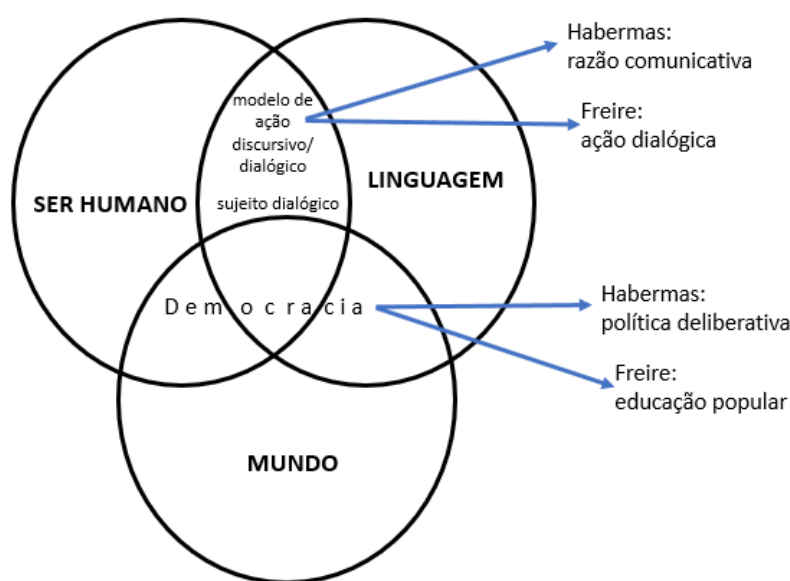 Habermas:
razão comunicativa
modelo de
ação
discursivo/
dialógico
Freire:
ação dialógica
SER HUMANO
sujeito dialógico
LINGUAGEM
Democracia
Habermas:
política deliberativa
Freire:
educação popular
MUNDO